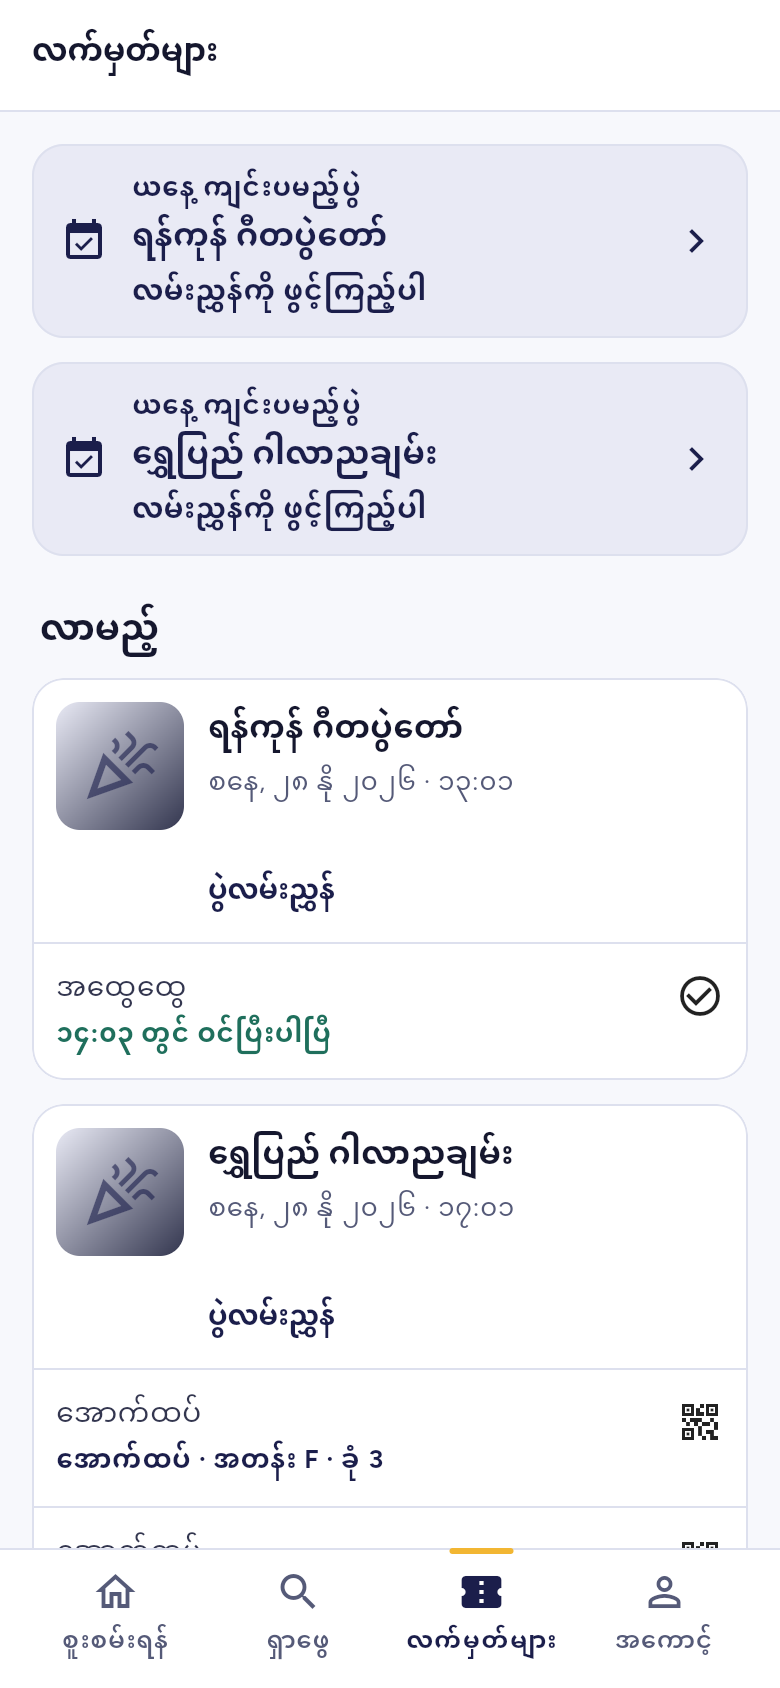 လက်မှတ်များ
ယနေ့ ကျင်းပမည့်ပွဲ
ရန်ကုန် ဂီတပွဲတော်
လမ်းညွှန်ကို ဖွင့်ကြည့်ပါ
ယနေ့ ကျင်းပမည့်ပွဲ
ရွှေပြည် ဂါလာညချမ်း
လမ်းညွှန်ကို ဖွင့်ကြည့်ပါ
လာမည့်
ရန်ကုန် ဂီတပွဲတော်
စနေ, ၂၈ နို ၂၀၂၆ · ၁၃:၀၁
ပွဲလမ်းညွှန်
အထွေထွေ
၁၄:၀၃ တွင် ဝင်ပြီးပါပြီ
ရွှေပြည် ဂါလာညချမ်း
စနေ, ၂၈ နို ၂၀၂၆ · ၁၇:၀၁
ပွဲလမ်းညွှန်
အောက်ထပ်
အောက်ထပ် · အတန်း F · ခုံ 3
စူးစမ်းရန်
ရှာဖွေ
လက်မှတ်များ
အကောင့်